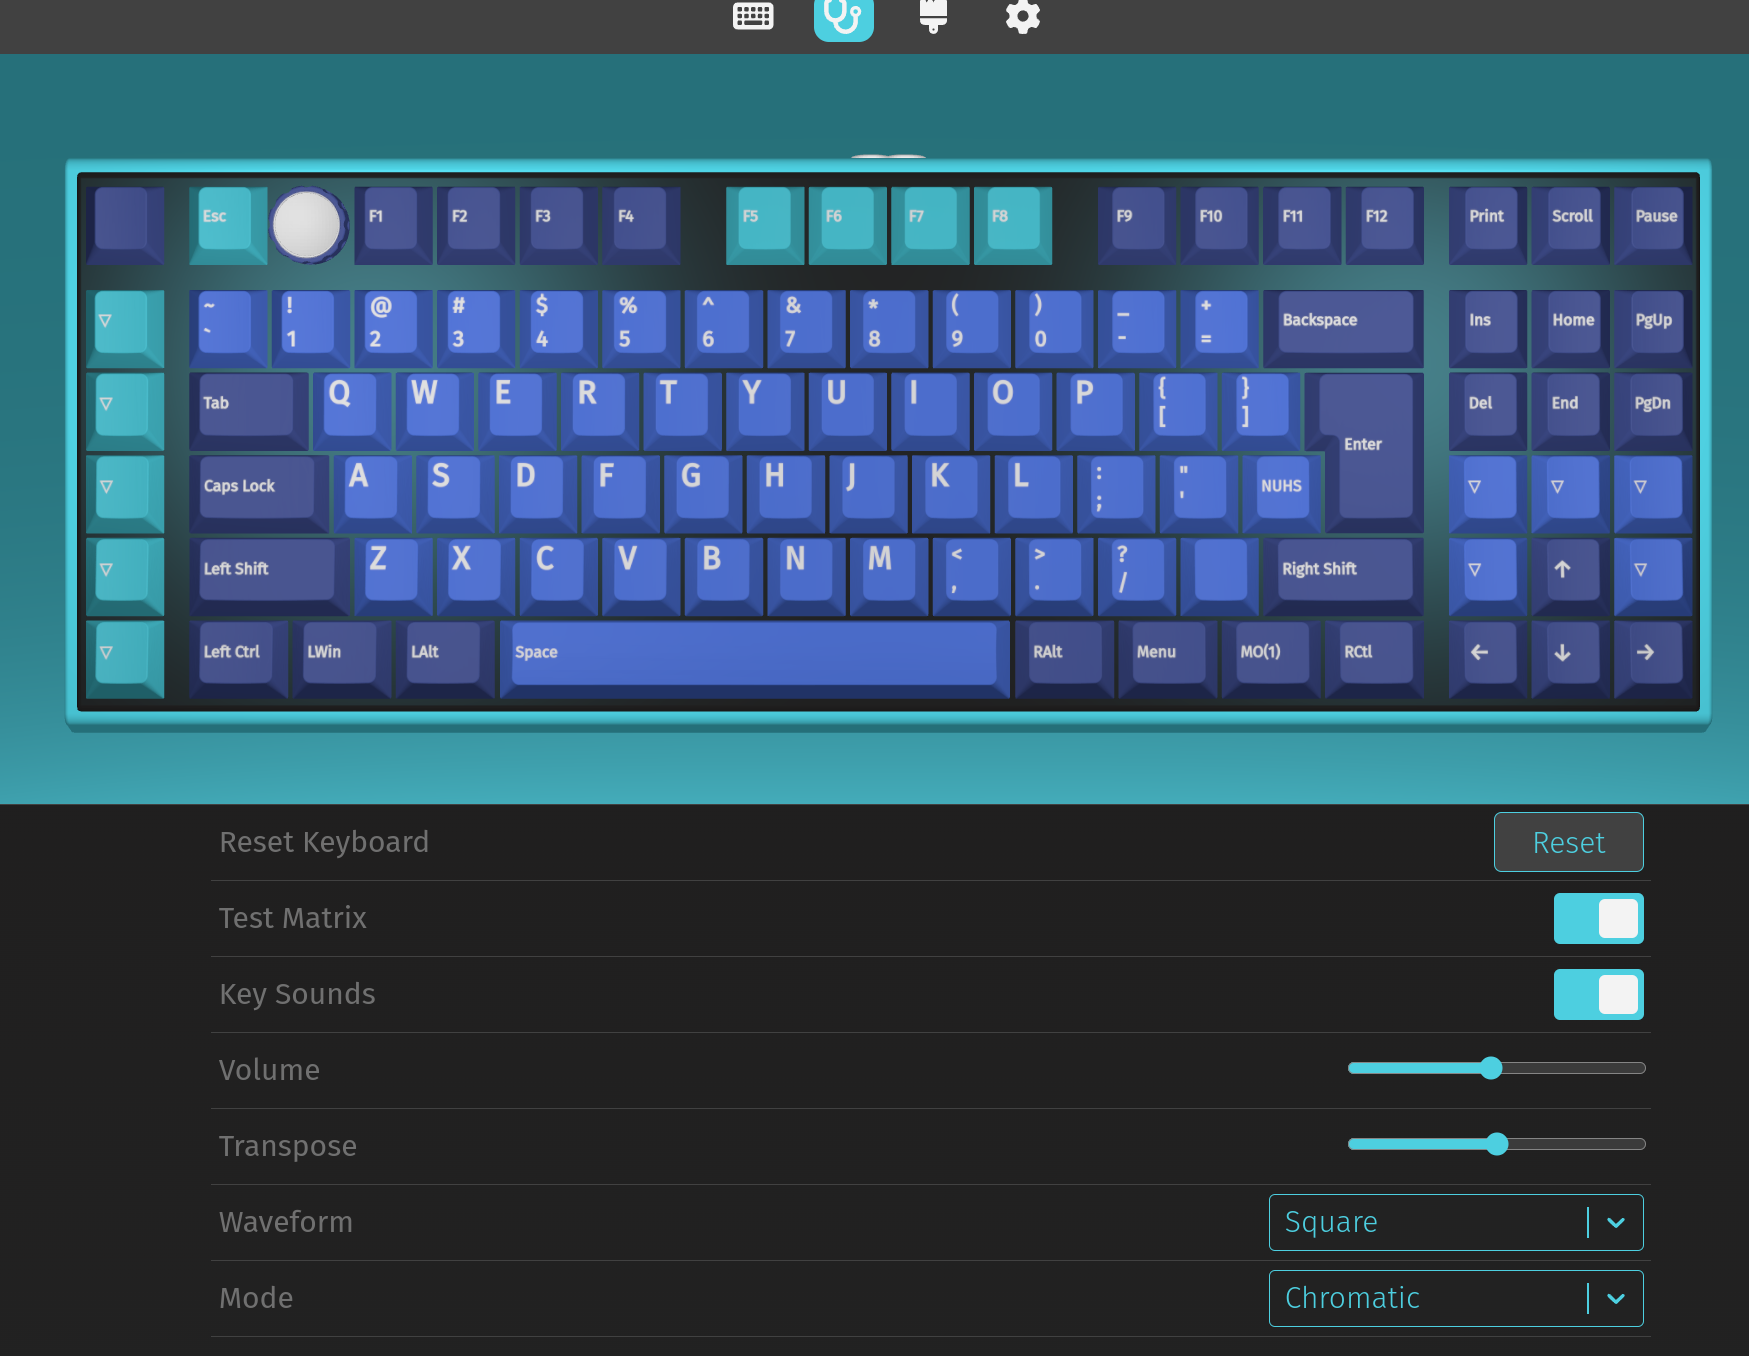 Esc F1 F2 F3 F4 F5 F6 F7 F8 F9 F10 F11 F12 Print Scroll Pause
▽ ~ ! @ # $ % ^ & * ( ) _ + Backspace Ins Home PgUp
` 1 2 3 4 5 6 7 8 9 0 - =
▽ Tab Q W E R T Y U I O P { } Del End PgDn
[ ]
Enter
▽ Caps Lock A S D F G H J K L : " NUHS ▽ ▽ ▽
; '
▽ Left Shift Z X C V B N M < > ? Right Shift ▽ ↑ ▽
, . /
▽ Left Ctrl LWin LAlt Space RAlt Menu MO(1) RCtl ← ↓ →
Reset Keyboard Reset
Test Matrix
Key Sounds
Volume
Transpose
Waveform Square
Mode Chromatic